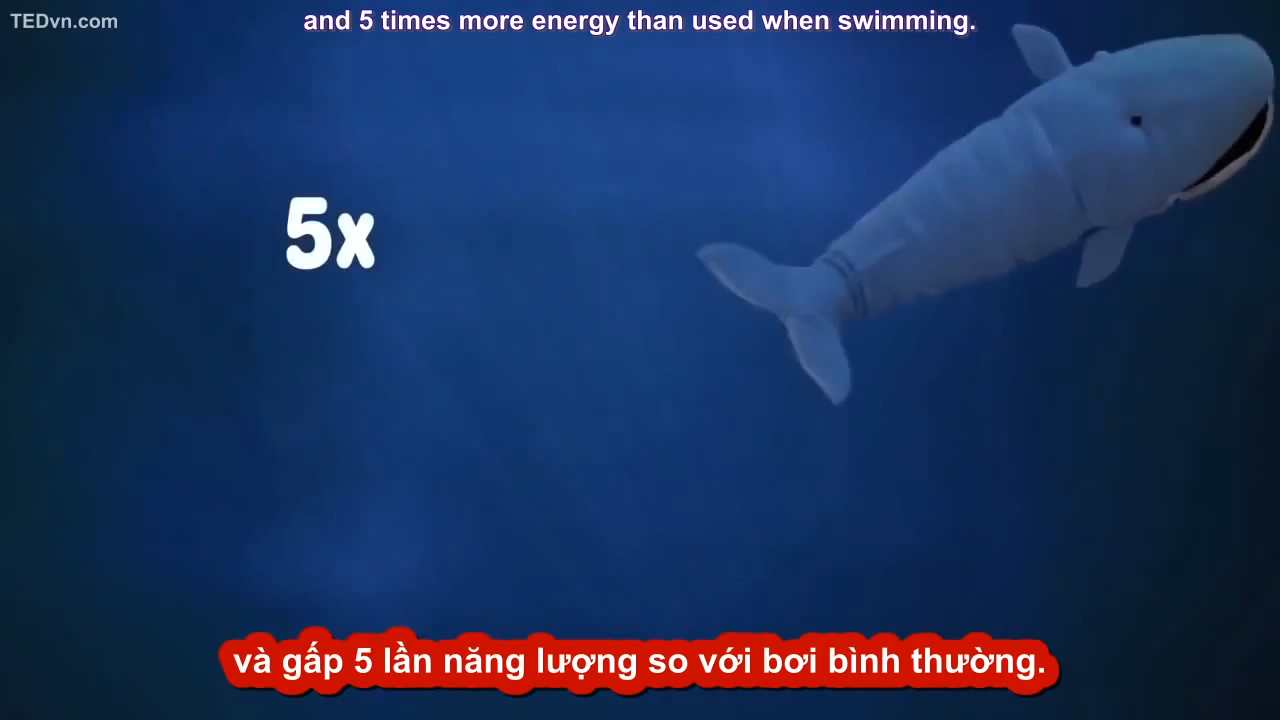 TEDvn.com
and 5 times more energy than used when swimming.
5x
và gấp 5 lần năng lượng so với bơi bình thường.